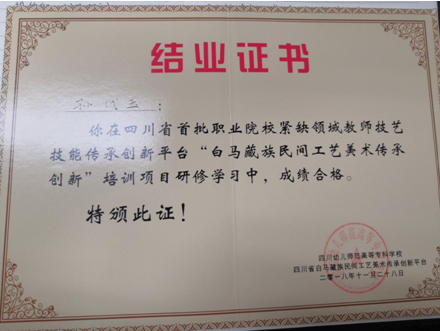 结业证书
你在四川省首批职业院校紧缺领域教师技艺
技能传承创新平台“白马藏族民间工艺美术传承
创新”培训项目研修学习中，成绩合格。
特颁此证！
四川幼儿师范高等专科学校
四川省白马藏族民间工艺美术传承创新平台
二零一八年十一月二十八日